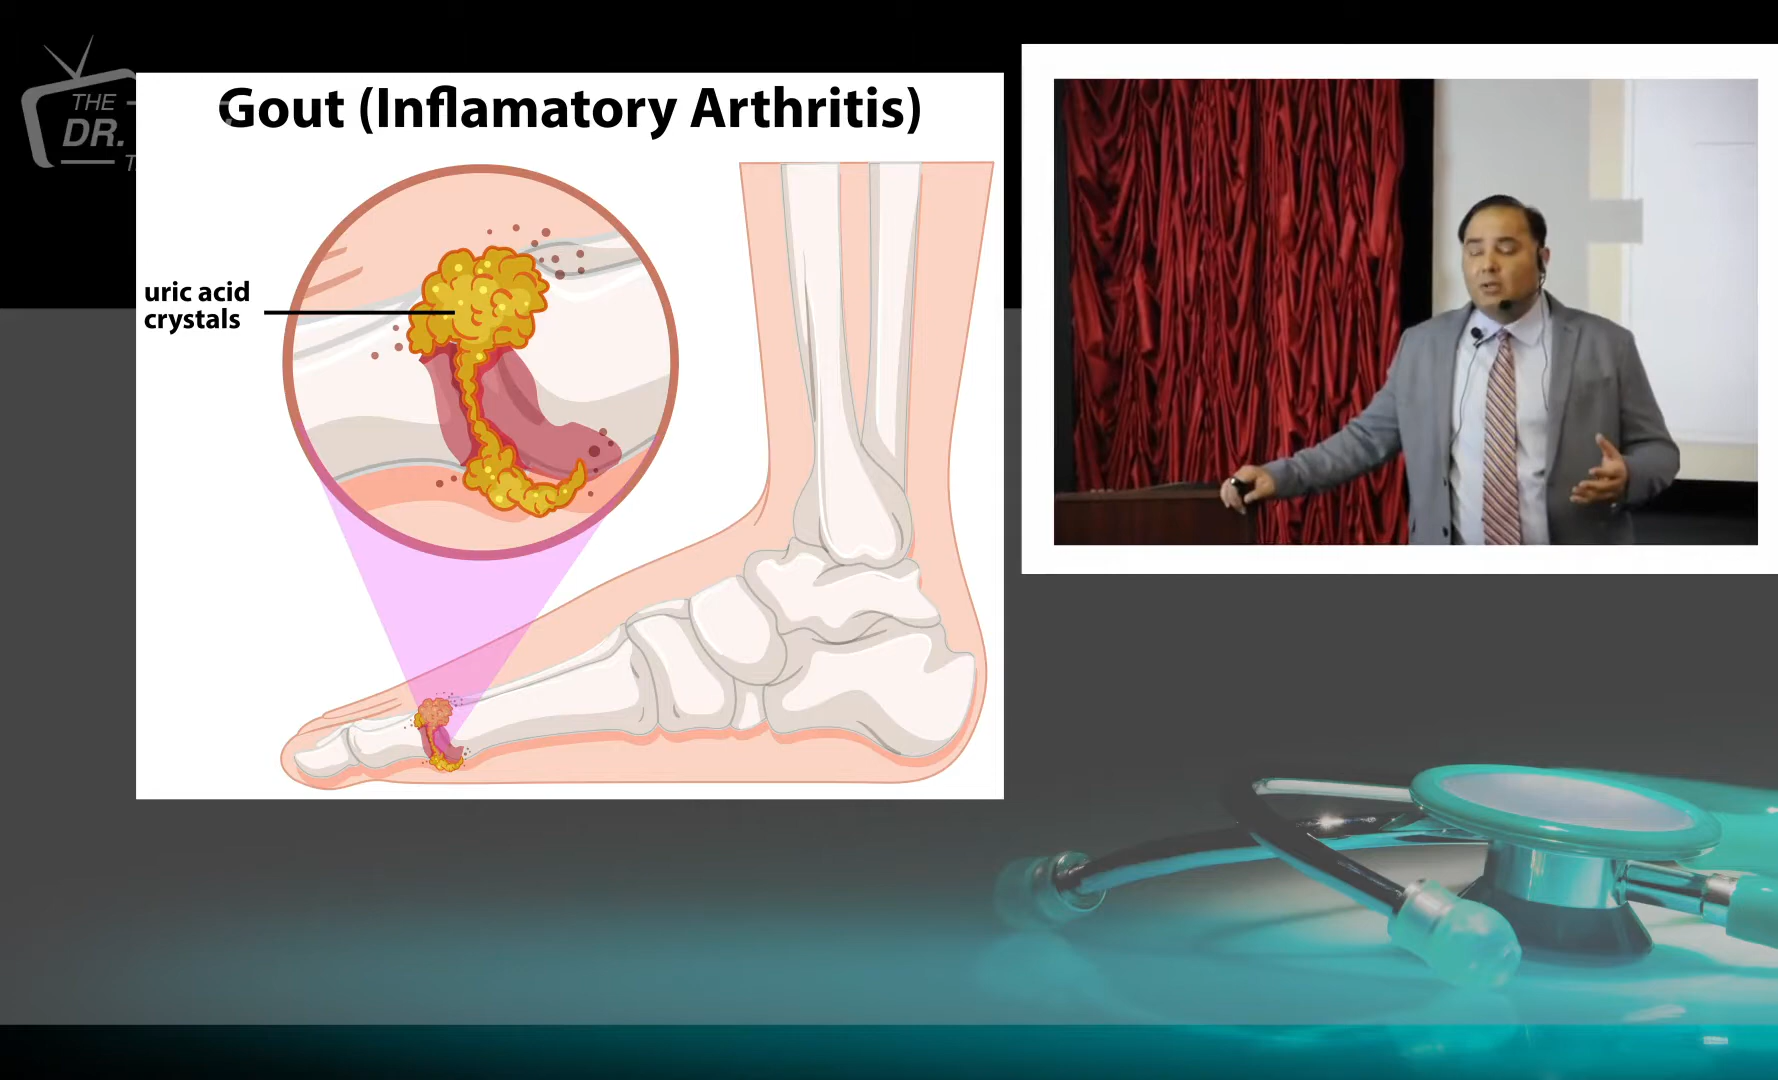 THE
DR.
T
Gout (Inflamatory Arthritis)
uric acid
crystals